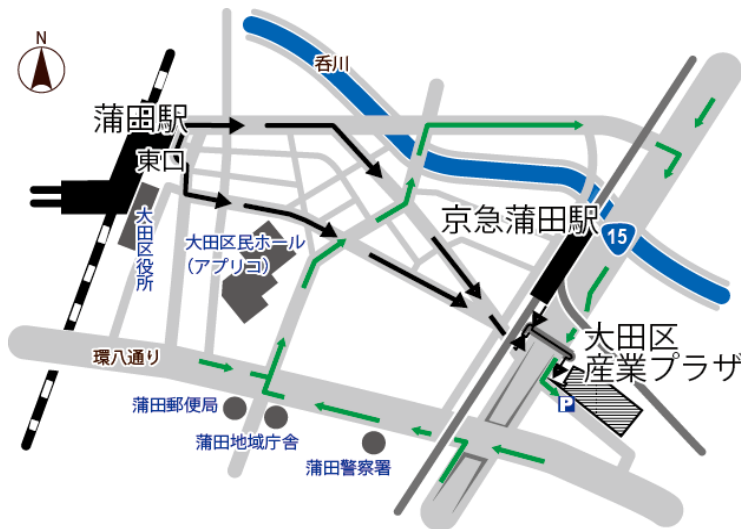 N
呑川
蒲田駅
東口
京急蒲田駅
15
大田区役所
大田区民ホール
（アプリコ）
大田区
産業プラザ
環八通り
P
蒲田郵便局
蒲田地域庁舎
蒲田警察署